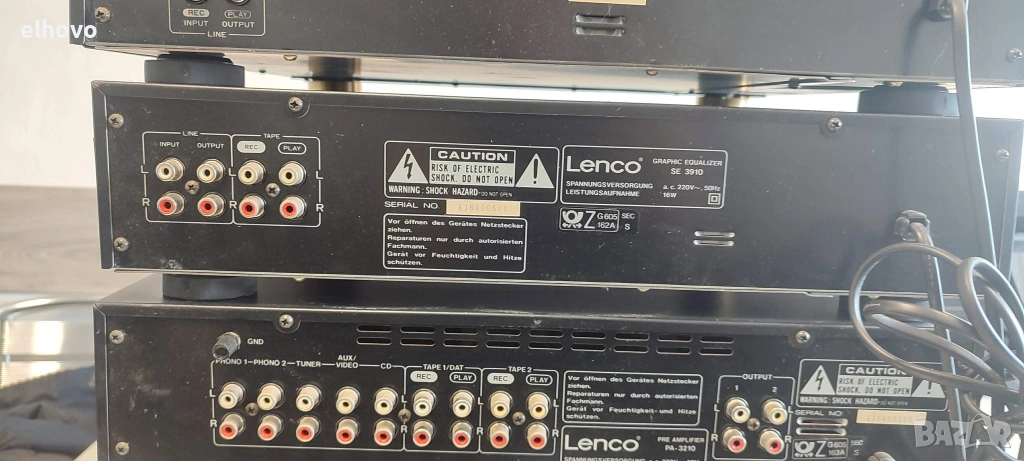 elhovo
REC PLAY
INPUT OUTPUT
LINE
LINE TAPE
INPUT OUTPUT REC PLAY
L L
R R
CAUTION
RISK OF ELECTRIC
SHOCK. DO NOT OPEN
WARNING: SHOCK HAZARD-DO NOT OPEN
SERIAL NO.
Vor öffnen des Gerätes Netzstecker
ziehen.
Reparaturen nur durch autorisierten
Fachmann.
Gerät vor Feuchtigkeit und Hitze
schützen.
Lenco
GRAPHIC EQUALIZER
SE 3910
SPANNUNGSVERSORGUNG a.c. 220V~, 50Hz
LEISTUNGSAUFNAHME 16W
Z G-605 SEC
162A S
GND
PHONO 1 PHONO 2 TUNER AUX/ CD
VIDEO
TAPE 1/DAT TAPE 2
REC PLAY REC PLAY
L
R
Vor öffnen des Gerätes Netzstecker
ziehen.
Reparaturen nur durch autorisierten
Fachmann.
Gerät vor Feuchtigkeit und Hitze
schützen.
OUTPUT
1 2
L
R
CAUTION
RISK OF ELECTRIC
SHOCK. DO NOT OPEN
WARNING: SHOCK HAZARD-DO NOT OPEN
SERIAL NO.
Lenco
PRE AMPLIFIER
PA-3210
SPANNUNGSVERSORGUNG
Z G-605 SEC
163A S
BAZAR